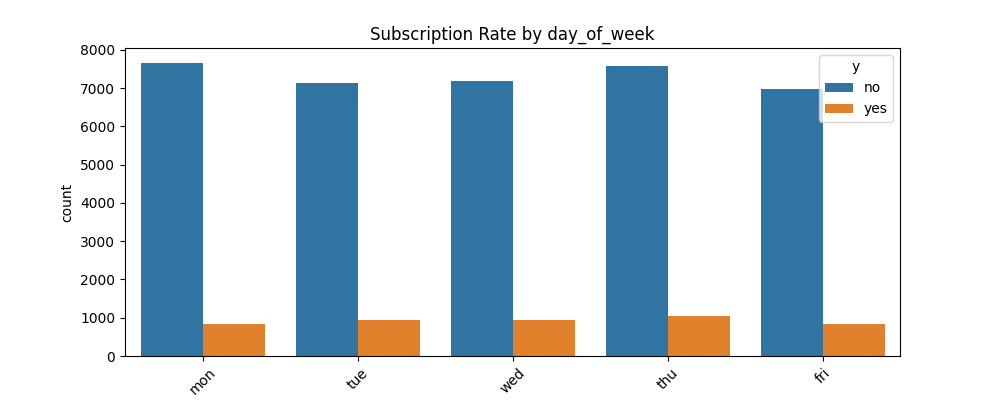 Subscription Rate by day_of_week
8000
7000
6000
5000
4000
3000
2000
1000
0
count
y
no
yes
mon
tue
wed
thu
fri